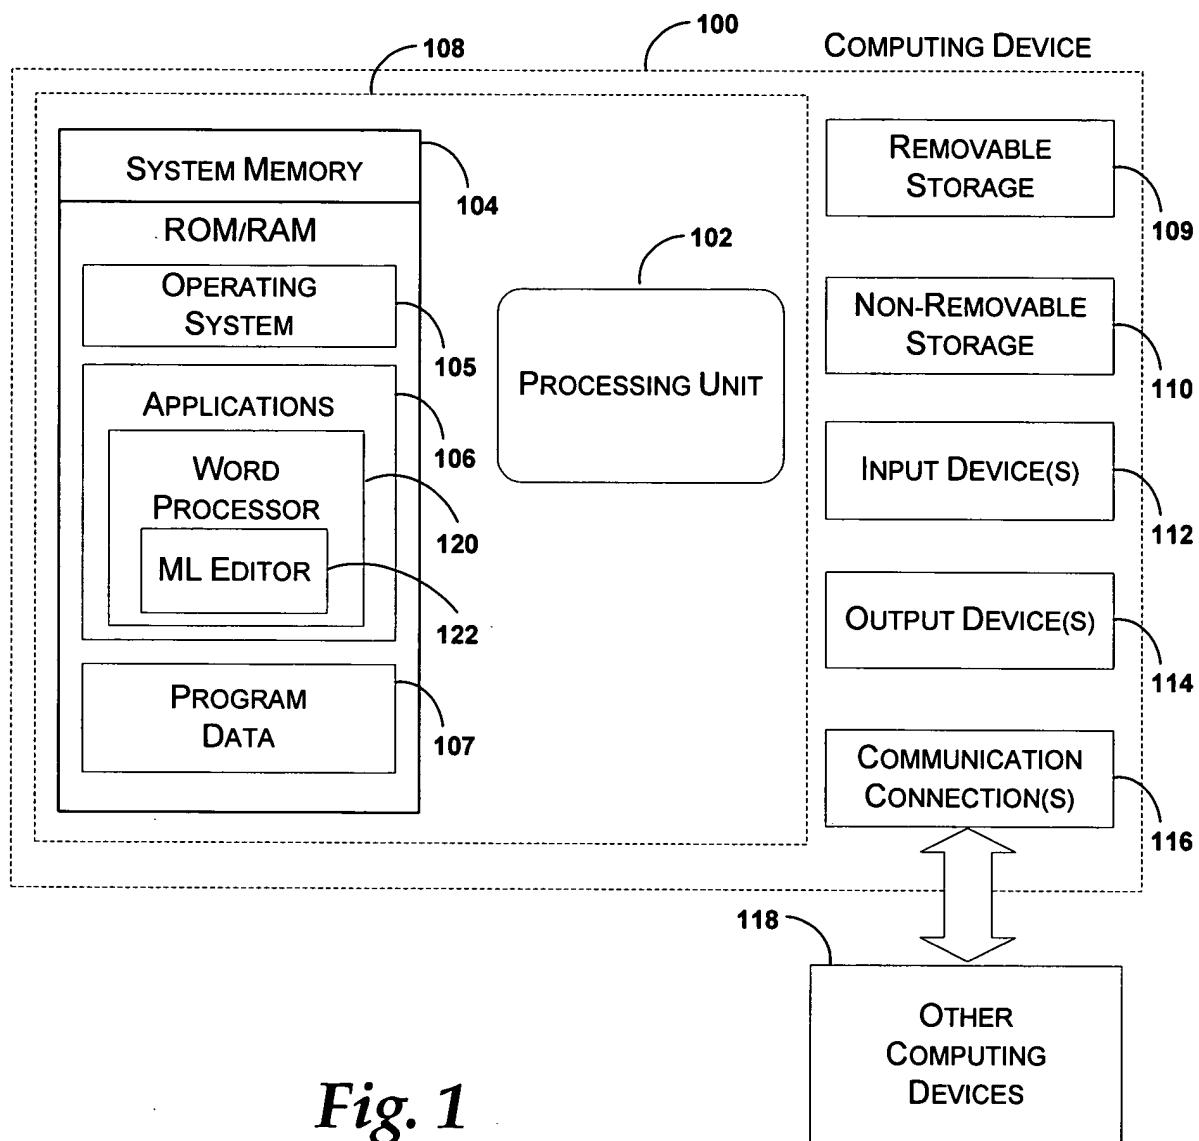 100
COMPUTING DEVICE
108
SYSTEM MEMORY
104
ROM/RAM
OPERATING
SYSTEM
105
APPLICATIONS
106
WORD
PROCESSOR
120
ML EDITOR
122
PROGRAM
DATA
107
102
PROCESSING UNIT
REMOVABLE
STORAGE
109
NON-REMOVABLE
STORAGE
110
INPUT DEVICE(S)
112
OUTPUT DEVICE(S)
114
COMMUNICATION
CONNECTION(S)
116
118
OTHER
COMPUTING
DEVICES
Fig. 1